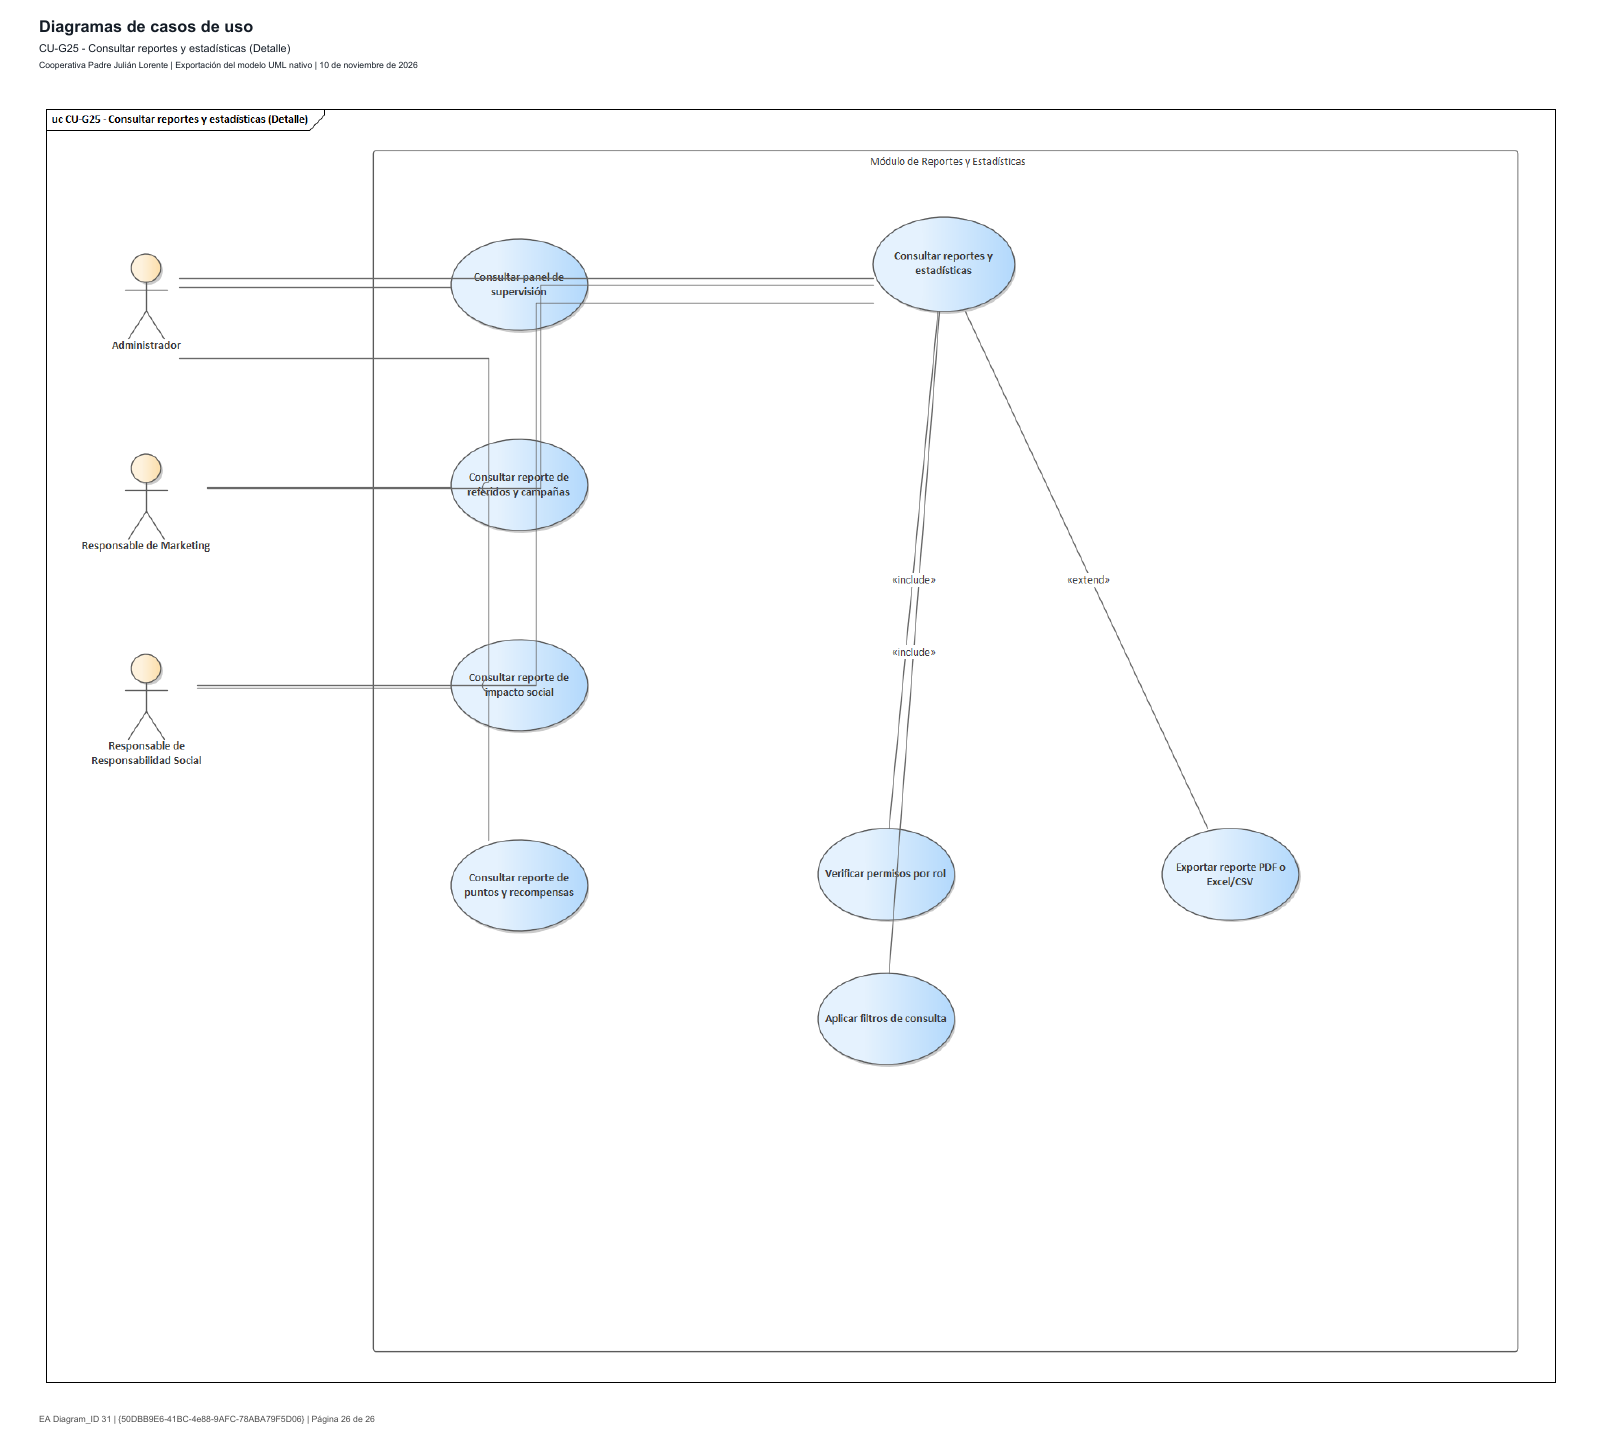 Diagramas de casos de uso
CU-G25 - Consultar reportes y estadísticas (Detalle)
Cooperativa Padre Julián Lorente | Exportación del modelo UML nativo | 10 de noviembre de 2026
uc CU-G25 - Consultar reportes y estadísticas (Detalle)
Módulo de Reportes y Estadísticas
Consultar reportes y
estadísticas
Consultar panel de
supervisión
Administrador
Consultar reporte de
referidos y campañas
Responsable de Marketing
«include»
«extend»
«include»
Consultar reporte de
impacto social
Responsable de
Responsabilidad Social
Consultar reporte de
puntos y recompensas
Verificar permisos por rol
Exportar reporte PDF o
Excel/CSV
Aplicar filtros de consulta
EA Diagram_ID 31 | {50DBB9E6-41BC-4e88-9AFC-78ABA79F5D06} | Página 26 de 26